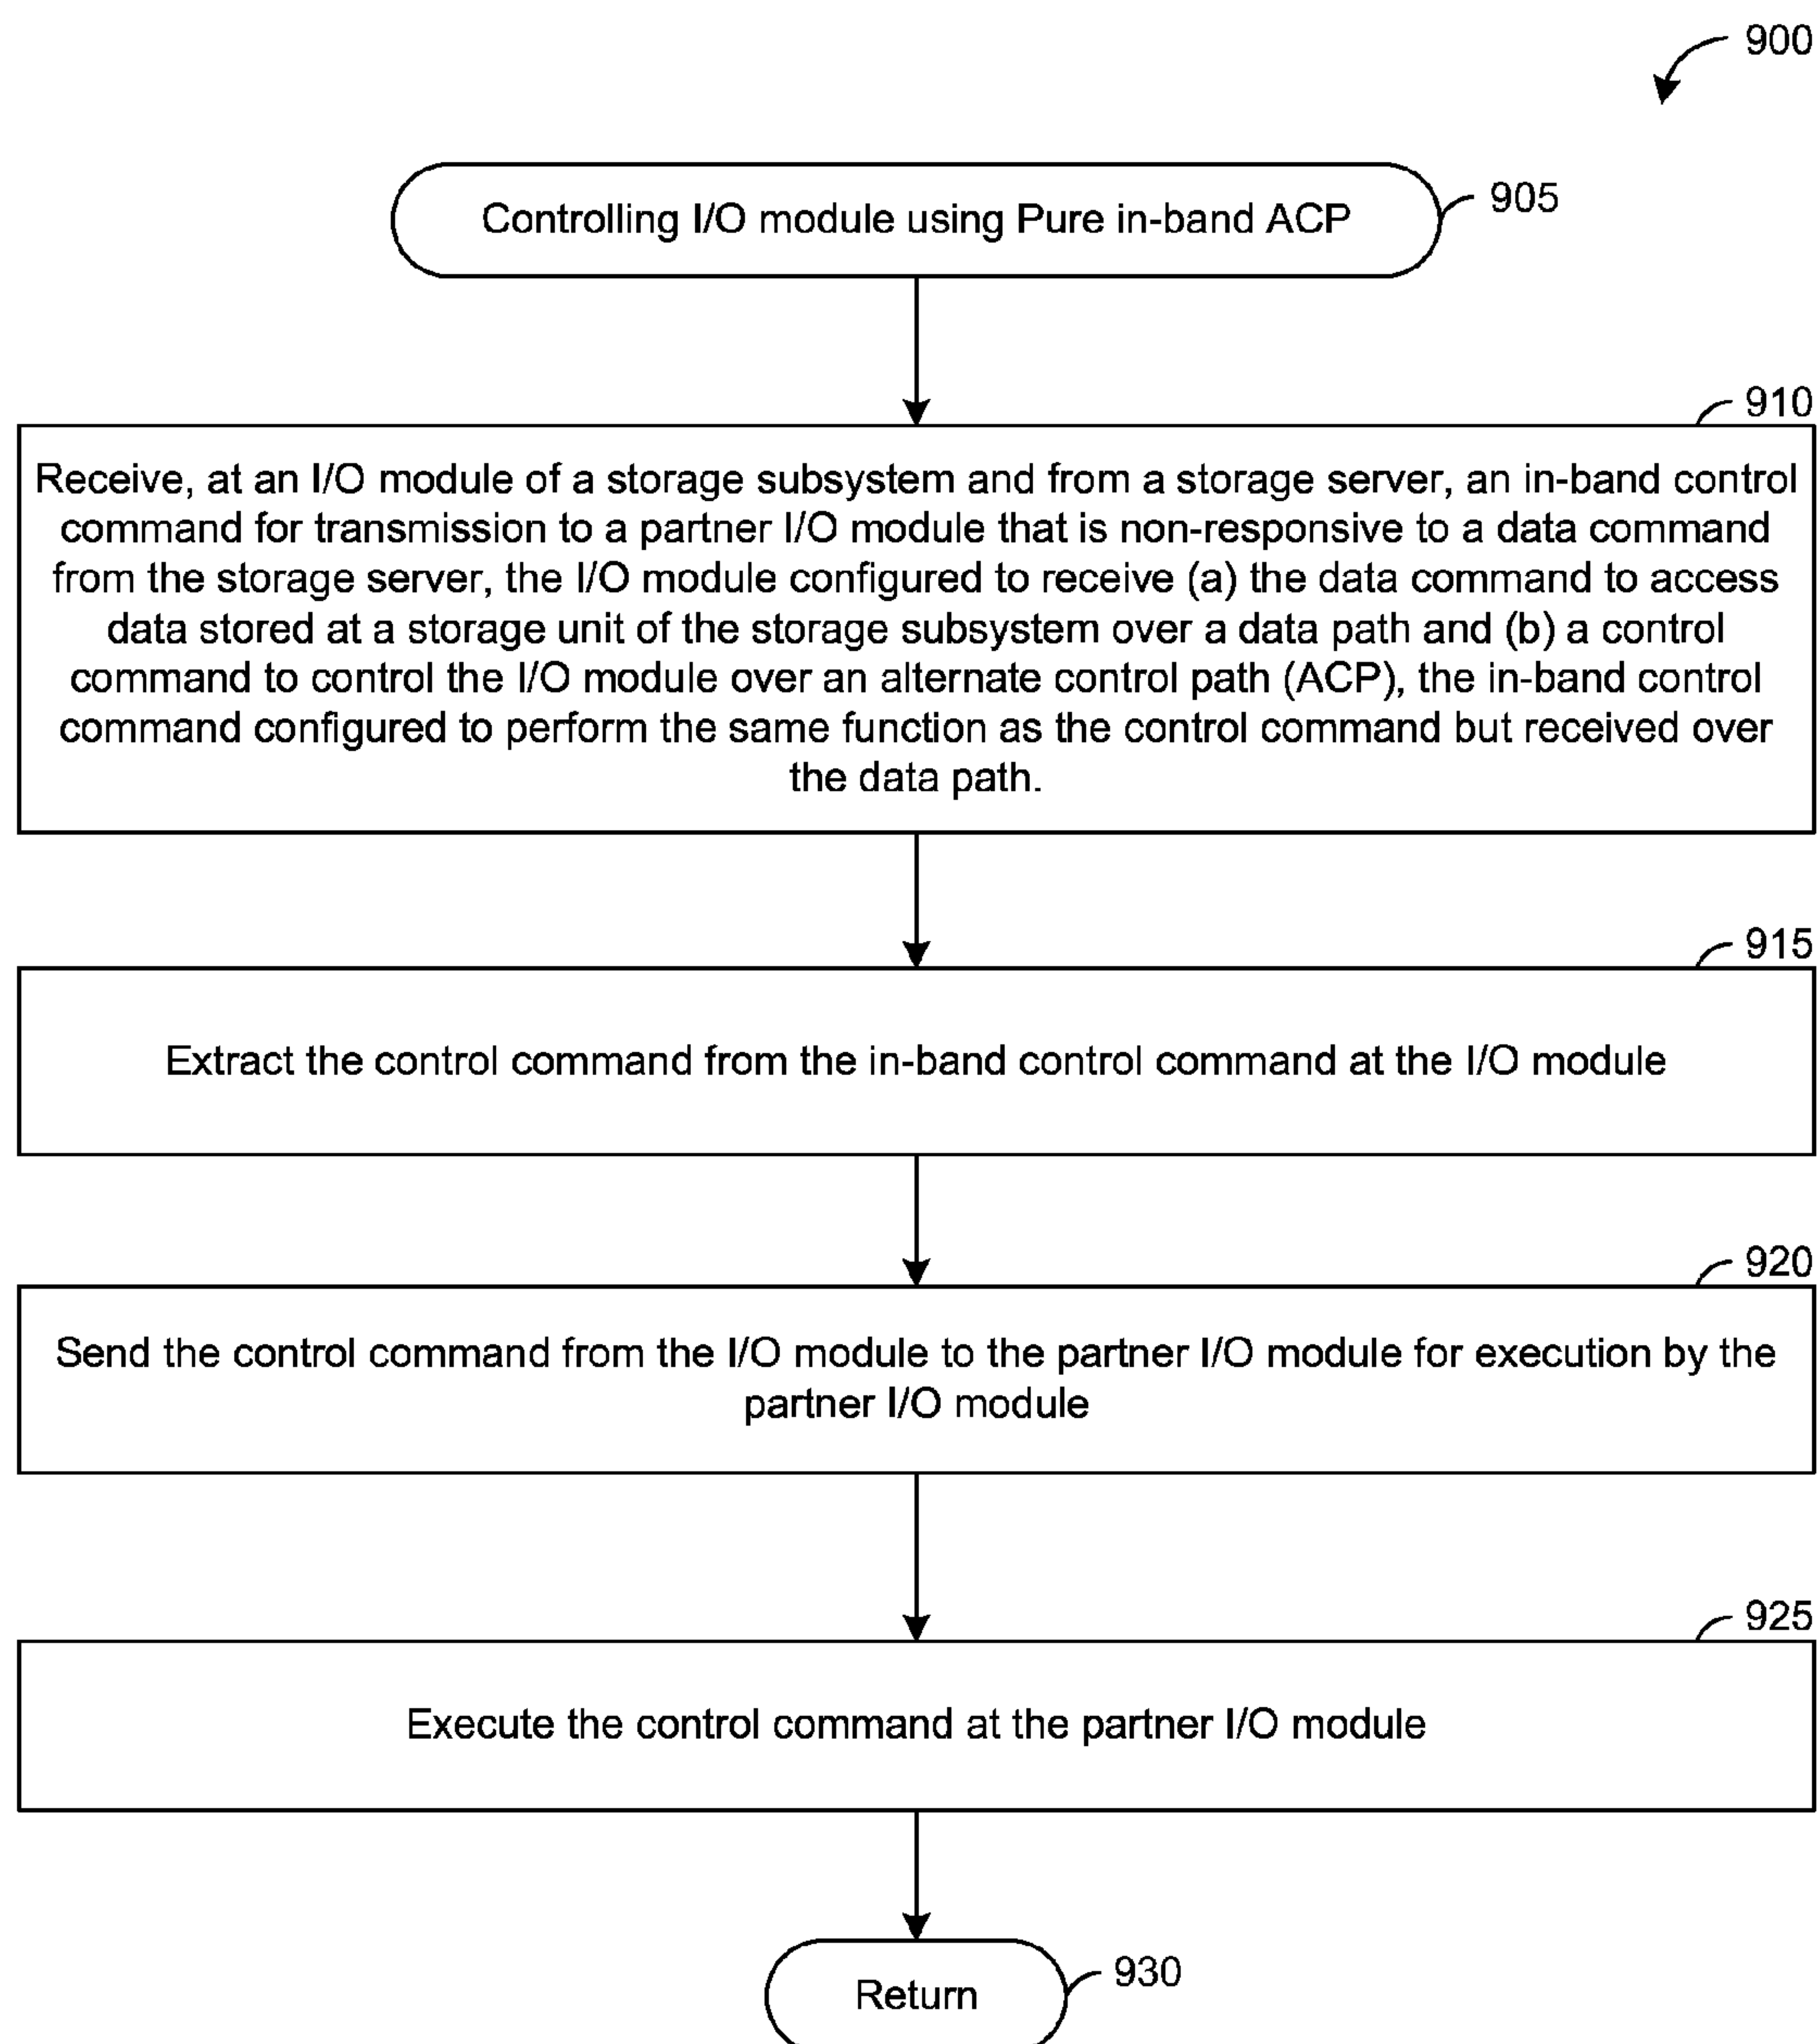 900
Controlling I/O module using Pure in-band ACP
905
910
Receive, at an I/O module of a storage subsystem and from a storage server, an in-band control
command for transmission to a partner I/O module that is non-responsive to a data command
from the storage server, the I/O module configured to receive (a) the data command to access
data stored at a storage unit of the storage subsystem over a data path and (b) a control
command to control the I/O module over an alternate control path (ACP), the in-band control
command configured to perform the same function as the control command but received over
the data path.
915
Extract the control command from the in-band control command at the I/O module
920
Send the control command from the I/O module to the partner I/O module for execution by the
partner I/O module
925
Execute the control command at the partner I/O module
Return
930